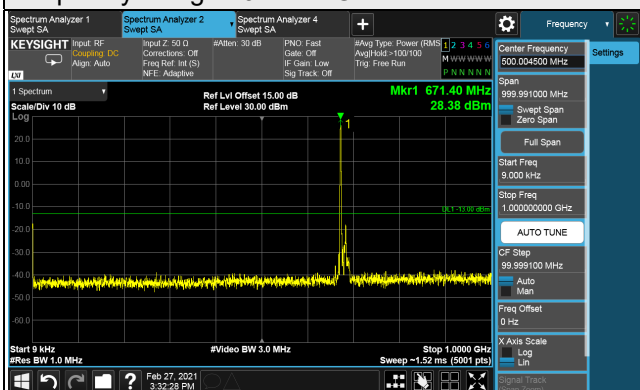 Spectrum Analyzer 1
Swept SA
Spectrum Analyzer 2
Swept SA
Spectrum Analyzer 4
Swept SA
Frequency
KEYSIGHT
LXI
Input: RF
Coupling: DC
Align: Auto
Input Z: 50 Ω
Corrections: Off
Freq Ref: Int (S)
NFE: Adaptive
#Atten: 30 dB
PNO: Fast
Gate: Off
IF Gain: Low
Sig Track: Off
#Avg Type: Power (RMS
Avg|Hold >100/100
Trig: Free Run
1 2 3 4 5 6
M W W W W W
P N N N N N
1 Spectrum
Scale/Div 10 dB
Log
Ref Lvl Offset 15.00 dB
Ref Level 30.00 dBm
Mkr1 671.40 MHz
28.38 dBm
1
20.0
10.0
0.00
-10.0
DL1 -13.00 dBm
-20.0
-30.0
-40.0
-50.0
-60.0
Start 9 kHz
#Res BW 1.0 MHz
#Video BW 3.0 MHz
Stop 1.0000 GHz
Sweep ~1.52 ms (5001 pts)
Center Frequency
500.004500 MHz
Settings
Span
999.991000 MHz
Swept Span
Zero Span
Full Span
Start Freq
9.000 kHz
Stop Freq
1.000000000 GHz
AUTO TUNE
CF Step
99.999100 MHz
Auto
Man
Freq Offset
0 Hz
X Axis Scale
Log
Lin
Signal Track
?
Feb 27, 2021
3:32:28 PM